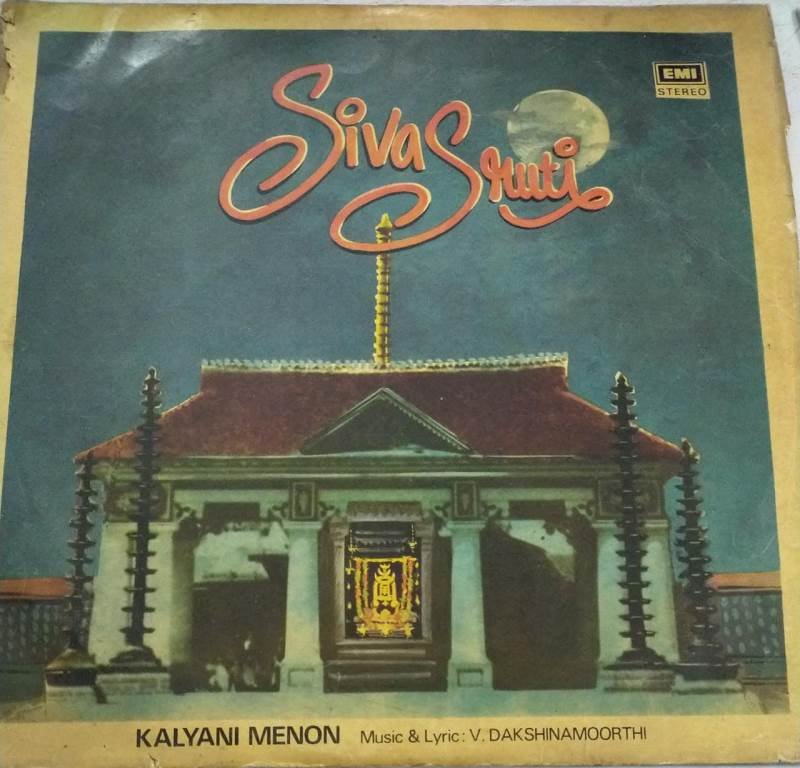 Siva Sruti
EMI
STEREO
KALYANI MENON Music & Lyric: V. DAKSHINAMOORTHI